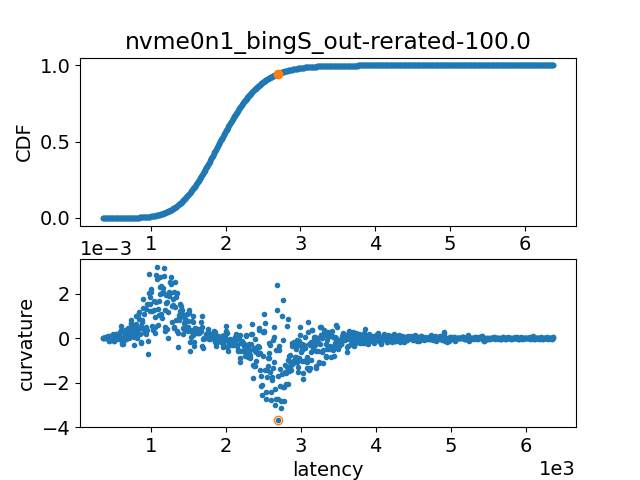 nvme0n1_bingS_out-rerated-100.0
1.0
0.5
0.0
CDF
1 2 3 4 5 6
1e−3
1e3
2
0
−2
−4
curvature
1 2 3 4 5 6
latency
1e3